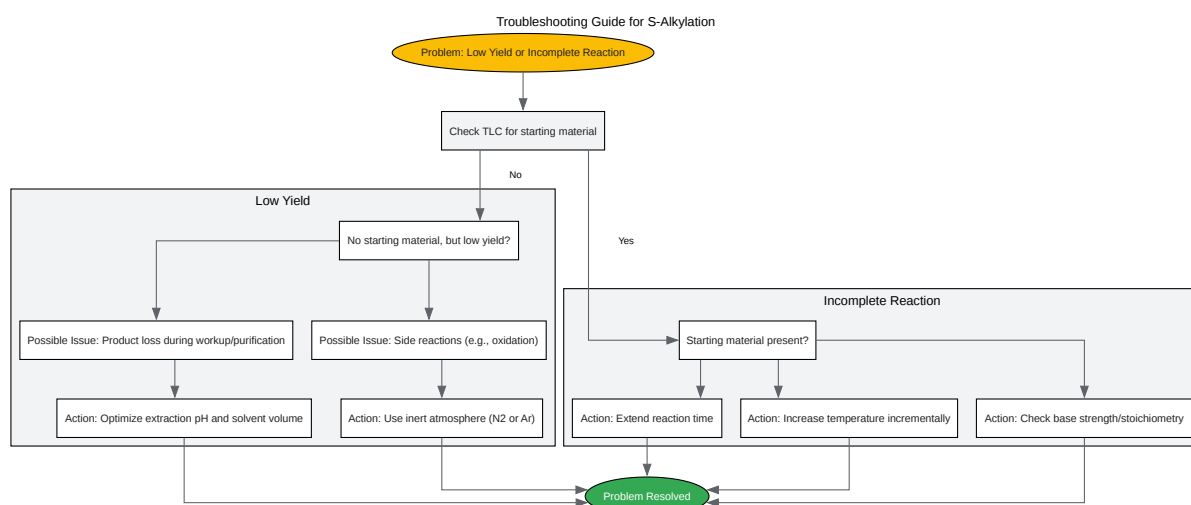 Troubleshooting Guide for S-Alkylation
Problem: Low Yield or Incomplete Reaction
Check TLC for starting material
No
Low Yield
No starting material, but low yield?
Yes
Incomplete Reaction
Possible Issue: Product loss during workup/purification
Possible Issue: Side reactions (e.g., oxidation)
Starting material present?
Action: Optimize extraction pH and solvent volume
Action: Use inert atmosphere (N2 or Ar)
Action: Extend reaction time
Action: Increase temperature incrementally
Action: Check base strength/stoichiometry
Problem Resolved